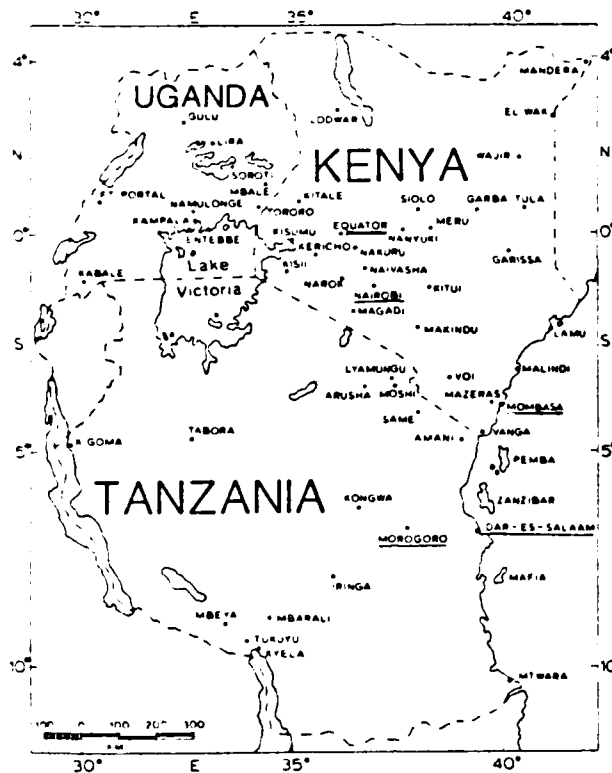 30° E 35° 40°
4° 4°
MANDERA
UGANDA
GULU
LODWAR
EL WAK
LIRA
N N
KENYA
WAJIR
SOROTI
MBALE
PORTAL
KITALE
NAMULONGE
SIOLO
GARBA TULA
TORORO
KAMPALA
EQUATOR
MERU
0° 0°
KISUMU
NANYUKI
ENTEBBE
KERICHO
NAKURU
GARISSA
Lake
KISII
NAIVASHA
KABALE
Victoria
NAROK
NAIROBI
KITUI
MAGADI
LAMU
MAKINDU
S S
LYAMUNGU
VOI
MALINDI
ARUSHA
MOSHI
MAZERAS
MOMBASA
SAME
TABORA
VANGA
AMANI
GOMA
5° 5°
PEMBA
TANZANIA
KONGWA
ZANZIBAR
DAR-ES-SALAAM
MOROGORO
IRINGA
MAFIA
MBEYA
MBARALI
TUKUYU
KYELA
10° 10°
MTWARA
100 0 100 200 300
KM
30° E 35° 40°